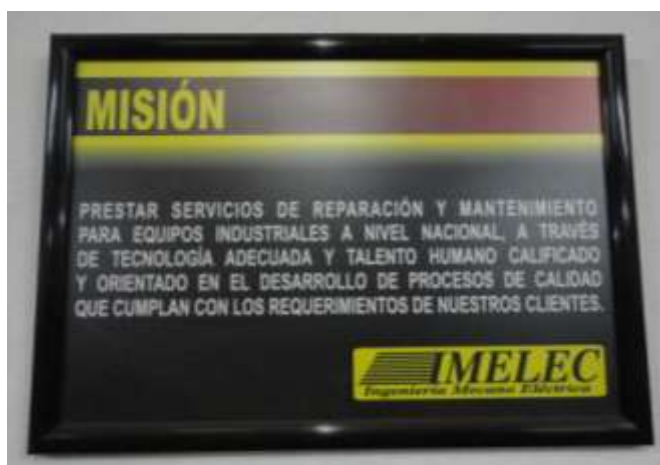 MISIÓN
PRESTAR SERVICIOS DE REPARACIÓN Y MANTENIMIENTO
PARA EQUIPOS INDUSTRIALES A NIVEL NACIONAL, A TRAVÉS
DE TECNOLOGÍA ADECUADA Y TALENTO HUMANO CALIFICADO
Y ORIENTADO EN EL DESARROLLO DE PROCESOS DE CALIDAD
QUE CUMPLAN CON LOS REQUERIMIENTOS DE NUESTROS CLIENTES.
IMELEC
Ingeniería Mecano Eléctrica